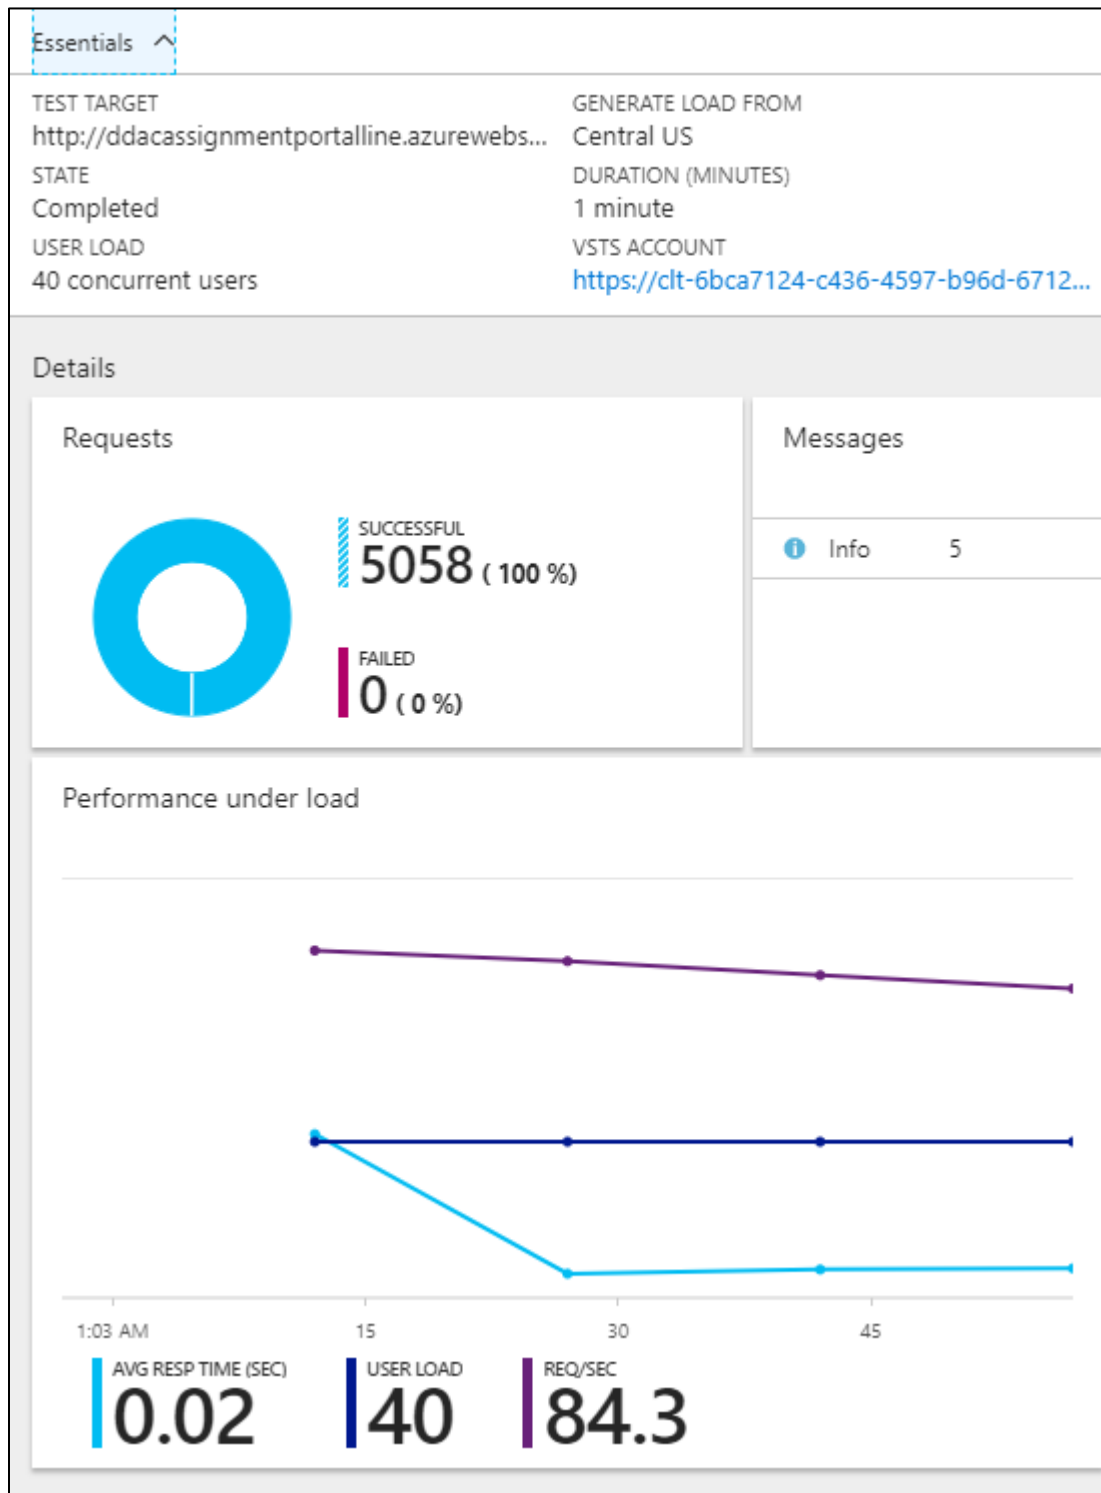 Essentials
TEST TARGET
http://ddacassignmentportalline.azurewebs...
GENERATE LOAD FROM
Central US
STATE
Completed
DURATION (MINUTES)
1 minute
USER LOAD
40 concurrent users
VSTS ACCOUNT
https://clt-6bca7124-c436-4597-b96d-6712...
Details
Requests
SUCCESSFUL
5058 ( 100 %)
FAILED
0 ( 0 %)
Messages
Info 5
Performance under load
1:03 AM 15 30 45
AVG RESP TIME (SEC)
0.02
USER LOAD
40
REQ/SEC
84.3